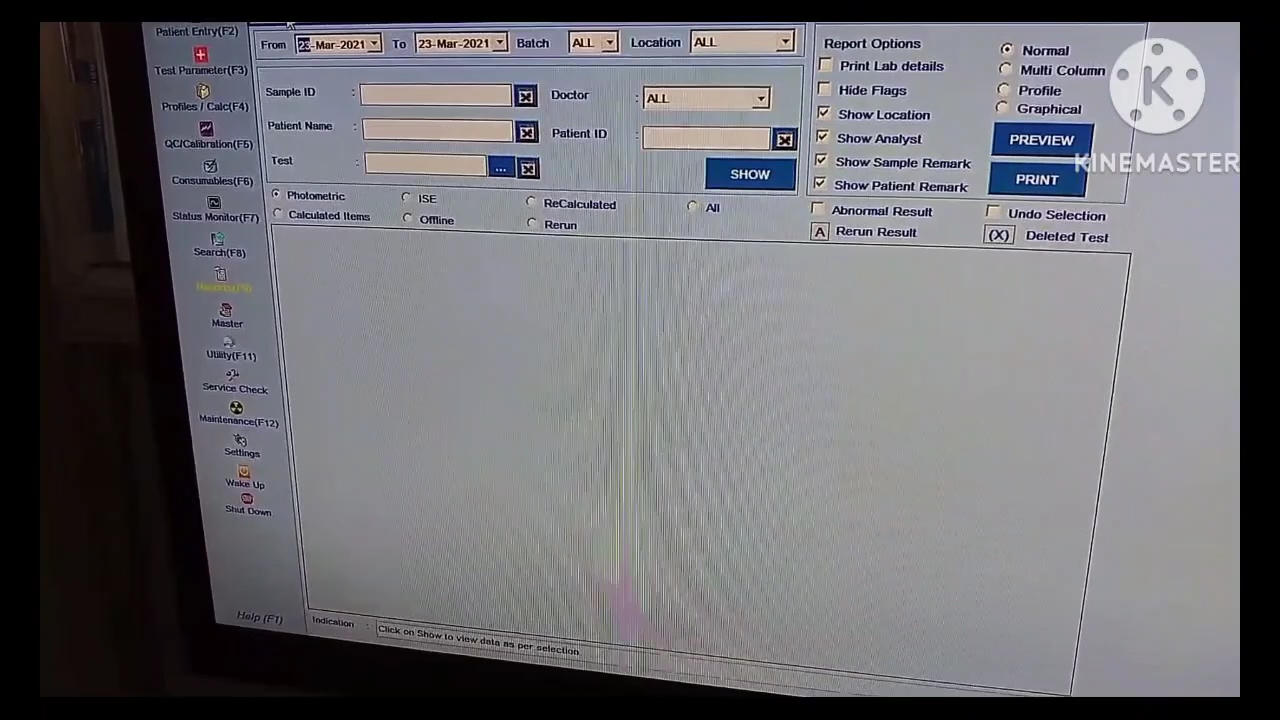 Patient Entry(F2)
Test Parameter(F3)
Profiles / Calc(F4)
QC/Calibration(F5)
Consumables(F6)
Status Monitor(F7)
Search(F8)
Master
Utility(F11)
Service Check
Maintenance(F12)
Settings
Wake Up
Shut Down
Help (F1)
From 23-Mar-2021 To 23-Mar-2021 Batch ALL Location ALL
Sample ID : Doctor : ALL
Patient Name : Patient ID :
Test : ... SHOW
Photometric ISE ReCalculated All
Calculated Items Offline Rerun
Report Options
Print Lab details
Hide Flags
Show Location
Show Analyst
Show Sample Remark
Show Patient Remark
Normal
Multi Column
Profile
Graphical
PREVIEW
PRINT
Abnormal Result Undo Selection
A Rerun Result (X) Deleted Test
Indication : Click on Show to view data as per selection
K
KINEMASTER